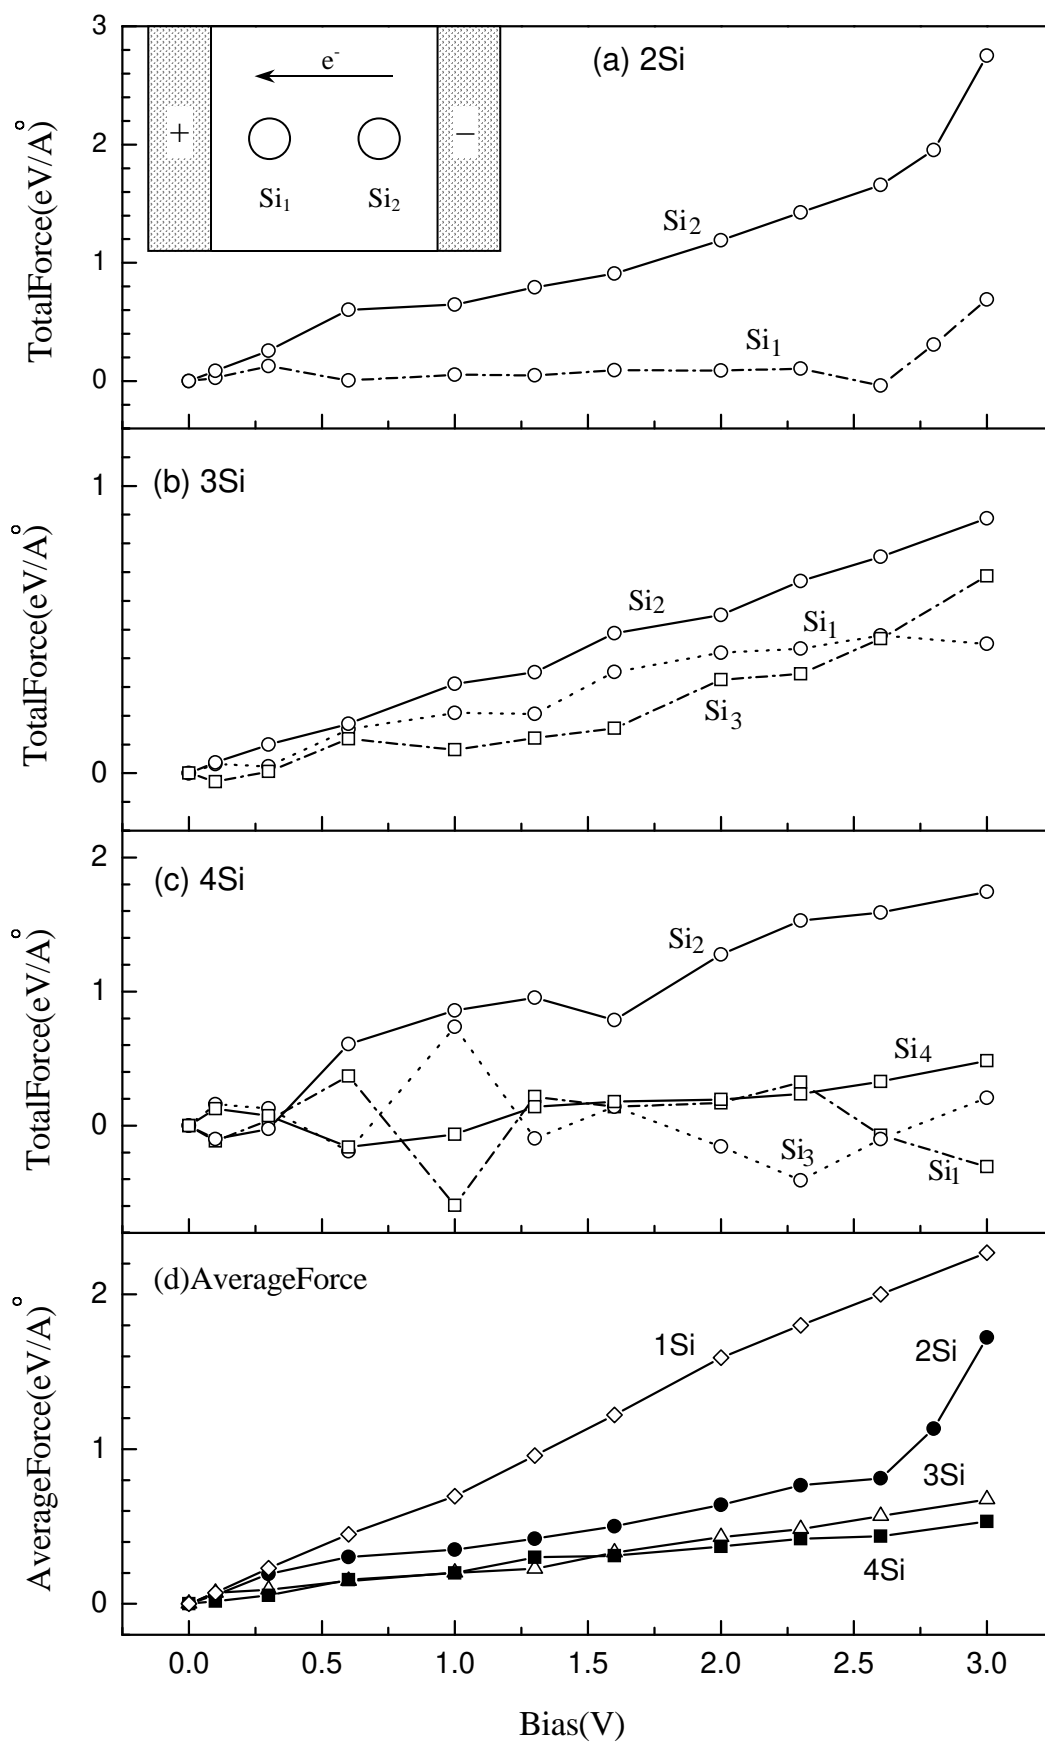 3
2
1
0
TotalForce(eV/Å)
(a) 2Si
e-
+
−
Si1
Si2
Si2
Si1
1
0
TotalForce(eV/Å)
(b) 3Si
Si2
Si1
Si3
2
1
0
TotalForce(eV/Å)
(c) 4Si
Si2
Si4
Si3
Si1
2
1
0
AverageForce(eV/Å)
(d)AverageForce
1Si
2Si
3Si
4Si
0.0 0.5 1.0 1.5 2.0 2.5 3.0
Bias(V)